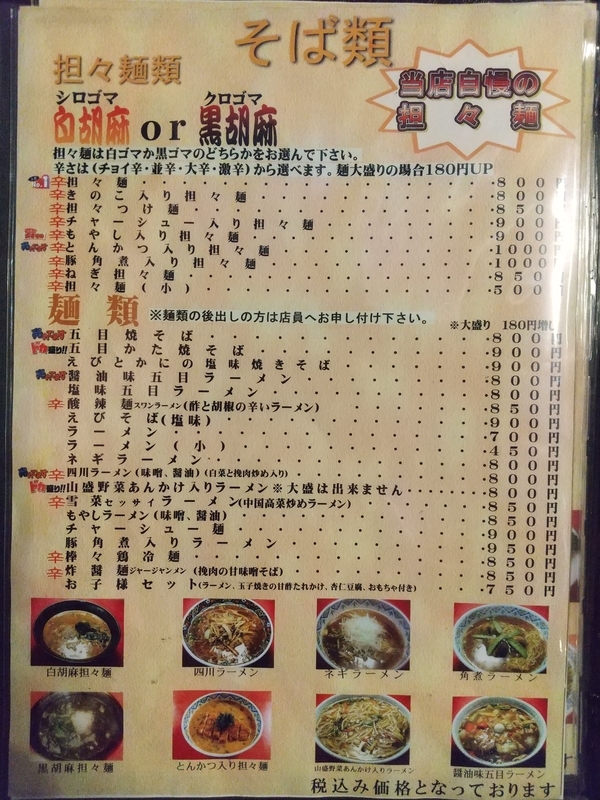 そば類
担々麺類
当店自慢の
担々麺
シロゴマ クロゴマ
白胡麻 or 黒胡麻
担々麺は白ゴマか黒ゴマのどちらかをお選んで下さい。
辛さは(チョイ辛・並辛・大辛・激辛)から選べます。麺大盛りの場合180円UP
辛 担々麺 800円
辛 きのこ入り担々麺 900円
辛 担々つけ麺 850円
辛 チャーシュー入り担々麺 900円
辛 もやし入り担々麺 900円
辛 とんかつ入り担々麺 1000円
辛 豚角煮入り担々麺 1000円
辛 ねぎ担々麺 850円
辛 担々麺(小) 500円
麺類 ※麺類の後出しの方は店員へお申し付け下さい。
※大盛り 180円増し
五目焼そば 800円
五目かた焼そば 900円
えびとかにの塩味焼きそば 900円
醤油味五目ラーメン 800円
塩味五目ラーメン 800円
辛 酸辣麺スワンラーメン(酢と胡椒の辛いラーメン) 850円
えびそば(塩味) 900円
ラーメン 700円
ラーメン(小) 450円
ネギラーメン 800円
辛 四川ラーメン(味噌、醤油)(白菜と挽肉炒め入り) 800円
山盛野菜あんかけ入りラーメン※大盛は出来ません 800円
辛 雪菜セッサイラーメン(中国高菜炒めラーメン) 850円
もやしラーメン(味噌、醤油) 850円
チャーシュー麺 900円
豚角煮入りラーメン 950円
辛 棒々鶏冷麺 850円
辛 炸醤麺ジャージャンメン(挽肉の甘味噌そば) 850円
お子様セット(ラーメン、玉子焼きの甘酢たれかけ、杏仁豆腐、おもちゃ付き) 750円
白胡麻担々麺
四川ラーメン
ネギラーメン
角煮ラーメン
黒胡麻担々麺
とんかつ入り担々麺
山盛野菜あんかけ入りラーメン
醤油味五目ラーメン
税込み価格となっております